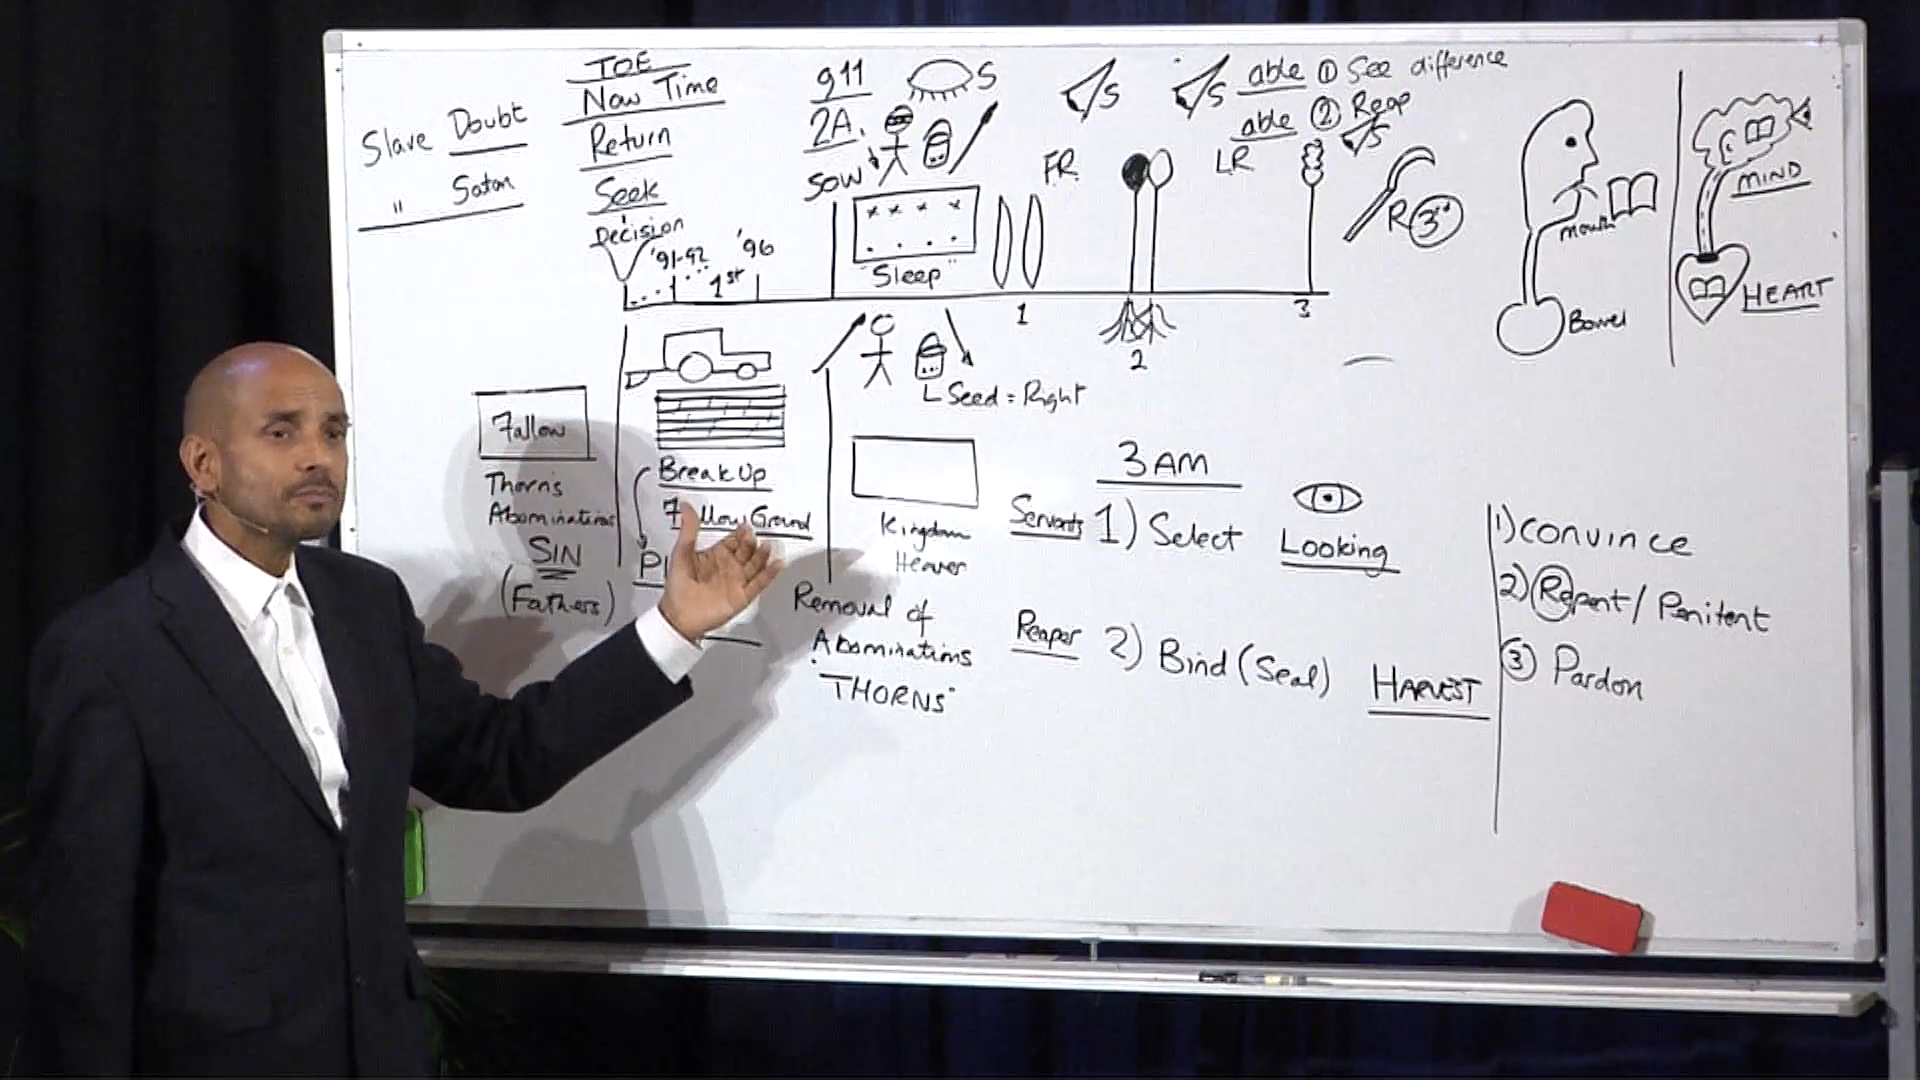 Slave Doubt
" Satan
TOE
Now Time
Return
Seek
Decision
'91-92
'96
1st
911
2A.
SOW
S
"Sleep"
FR
S
S
able ① See difference
able ② Reap
S
LR
R 3rd
1
2
3
mouth
Bowel
MIND
HEART
L Seed = Right
Fallow
Thorns
Abominations
SIN
(Fathers)
Break Up
Fallow Ground
Kingdom
Heaven
Removal of
Abominations
"THORNS"
3 AM
Servants 1) Select
Looking
Reaper 2) Bind (Seal)
HARVEST
1) convince
2) Repent / Penitent
③ Pardon